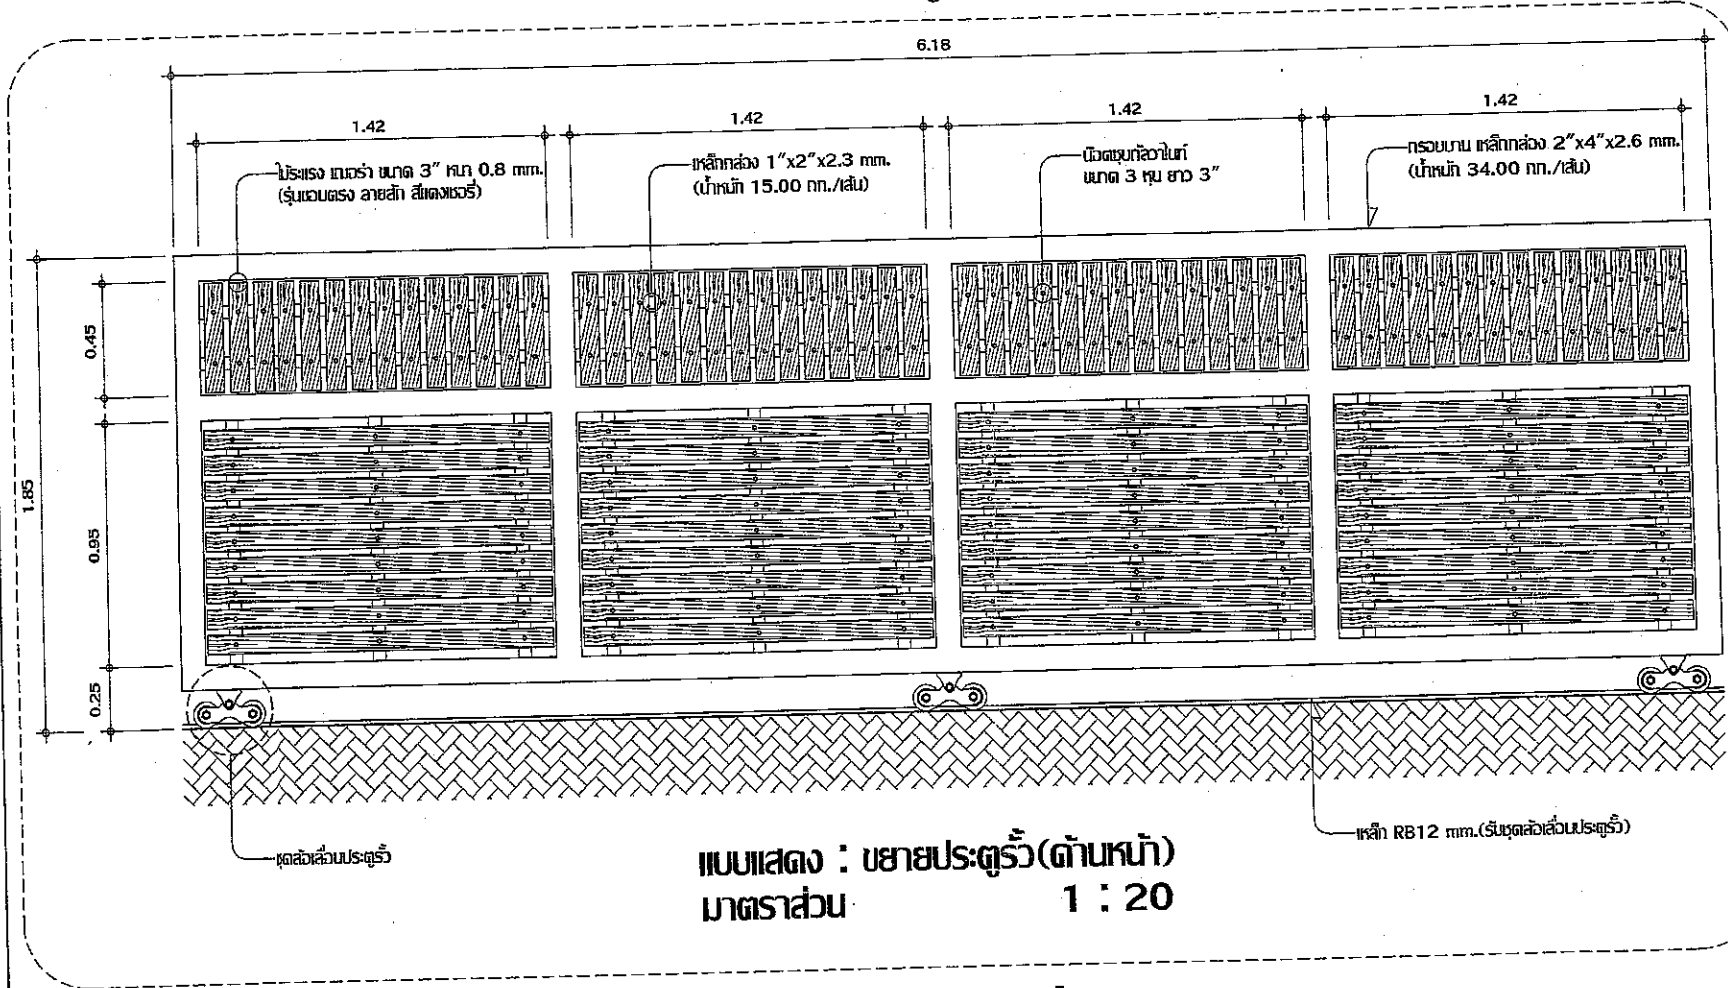 6.18
1.42
1.42
1.42
1.42
ไม้ระแรง เฌอร่า ขนาด 3" หนา 0.8 mm.
(รุ่นขอบตรง ลายสัก สีแดงเชอรี่)
เหล็กกล่อง 1"x2"x2.3 mm.
(น้ำหนัก 15.00 กก./เส้น)
น๊อตชุบกัลวาไนท์
ขนาด 3 หุน ยาว 3"
กรอบบาน เหล็กกล่อง 2"x4"x2.6 mm.
(น้ำหนัก 34.00 กก./เส้น)
0.45
1.85
0.95
0.25
ชุดล้อเลื่อนประตูรั้ว
เหล็ก RB12 mm.(รับชุดล้อเลื่อนประตูรั้ว)
แบบแสดง : ขยายประตูรั้ว(ด้านหน้า)
มาตราส่วน 1 : 20